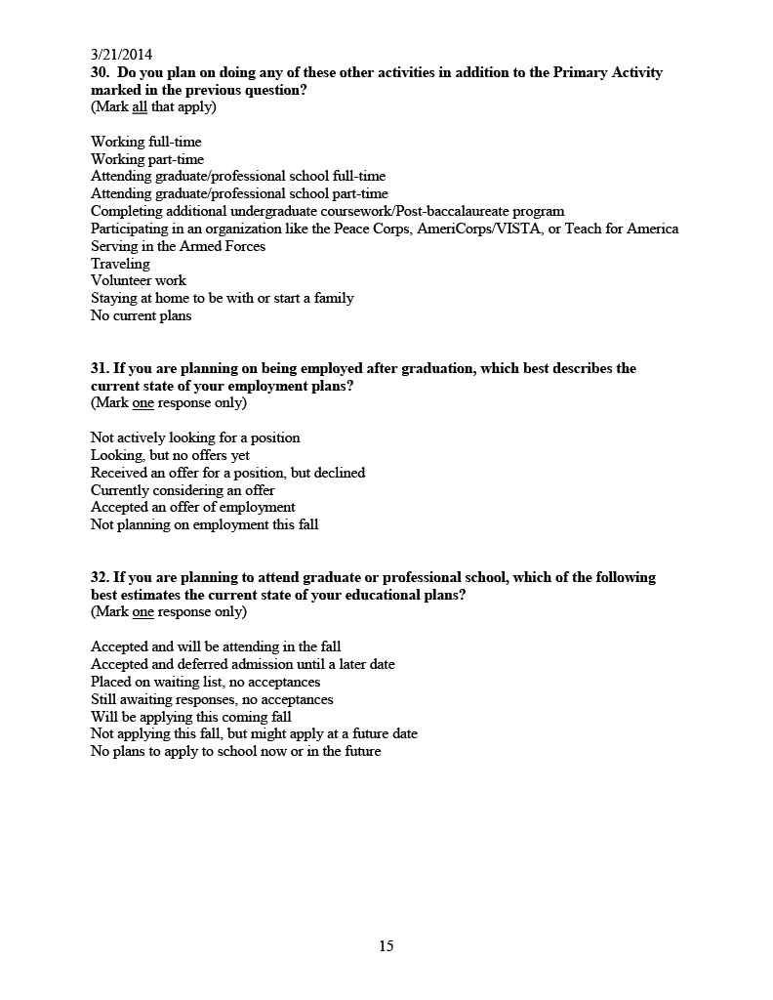 3/21/2014
30.  Do you plan on doing any of these other activities in addition to the Primary Activity
marked in the previous question?
(Mark all that apply)
Working full-time
Working part-time
Attending graduate/professional school full-time
Attending graduate/professional school part-time
Completing additional undergraduate coursework/Post-baccalaureate program
Participating in an organization like the Peace Corps, AmeriCorps/VISTA, or Teach for America
Serving in the Armed Forces
Traveling
Volunteer work
Staying at home to be with or start a family
No current plans
31. If you are planning on being employed after graduation, which best describes the
current state of your employment plans?
(Mark one response only)
Not actively looking for a position
Looking, but no offers yet
Received an offer for a position, but declined
Currently considering an offer
Accepted an offer of employment
Not planning on employment this fall
32. If you are planning to attend graduate or professional school, which of the following
best estimates the current state of your educational plans?
(Mark one response only)
Accepted and will be attending in the fall
Accepted and deferred admission until a later date
Placed on waiting list, no acceptances
Still awaiting responses, no acceptances
Will be applying this coming fall
Not applying this fall, but might apply at a future date
No plans to apply to school now or in the future
15